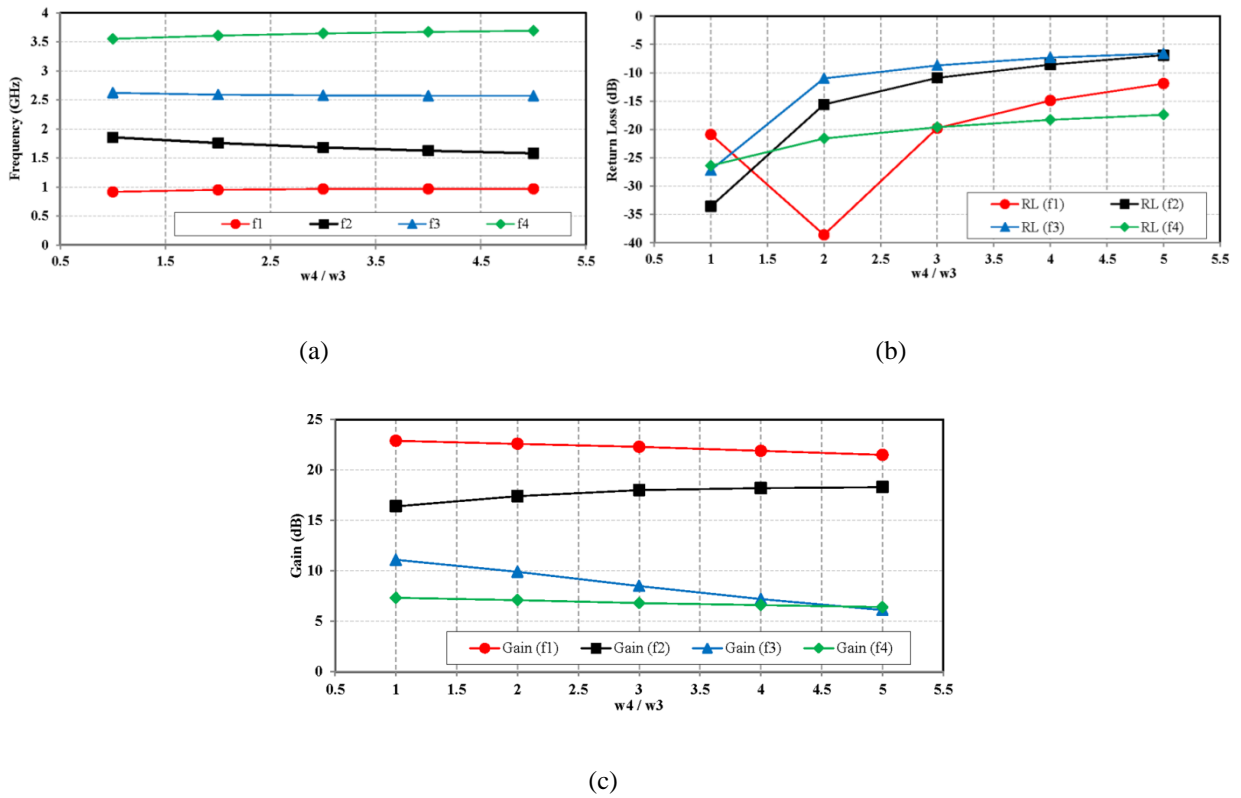 4
3.5
3
2.5
2
1.5
1
0.5
0
Frequency (GHz)
f1 f2 f3 f4
0.5 1.5 2.5 3.5 4.5 5.5
w4 / w3
(a)
0
-5
-10
-15
-20
-25
-30
-35
-40
Return Loss (dB)
RL (f1) RL (f2)
RL (f3) RL (f4)
0.5 1 1.5 2 2.5 3 3.5 4 4.5 5 5.5
w4 / w3
(b)
25
20
15
10
5
0
Gain (dB)
Gain (f1) Gain (f2) Gain (f3) Gain (f4)
0.5 1 1.5 2 2.5 3 3.5 4 4.5 5 5.5
w4 / w3
(c)